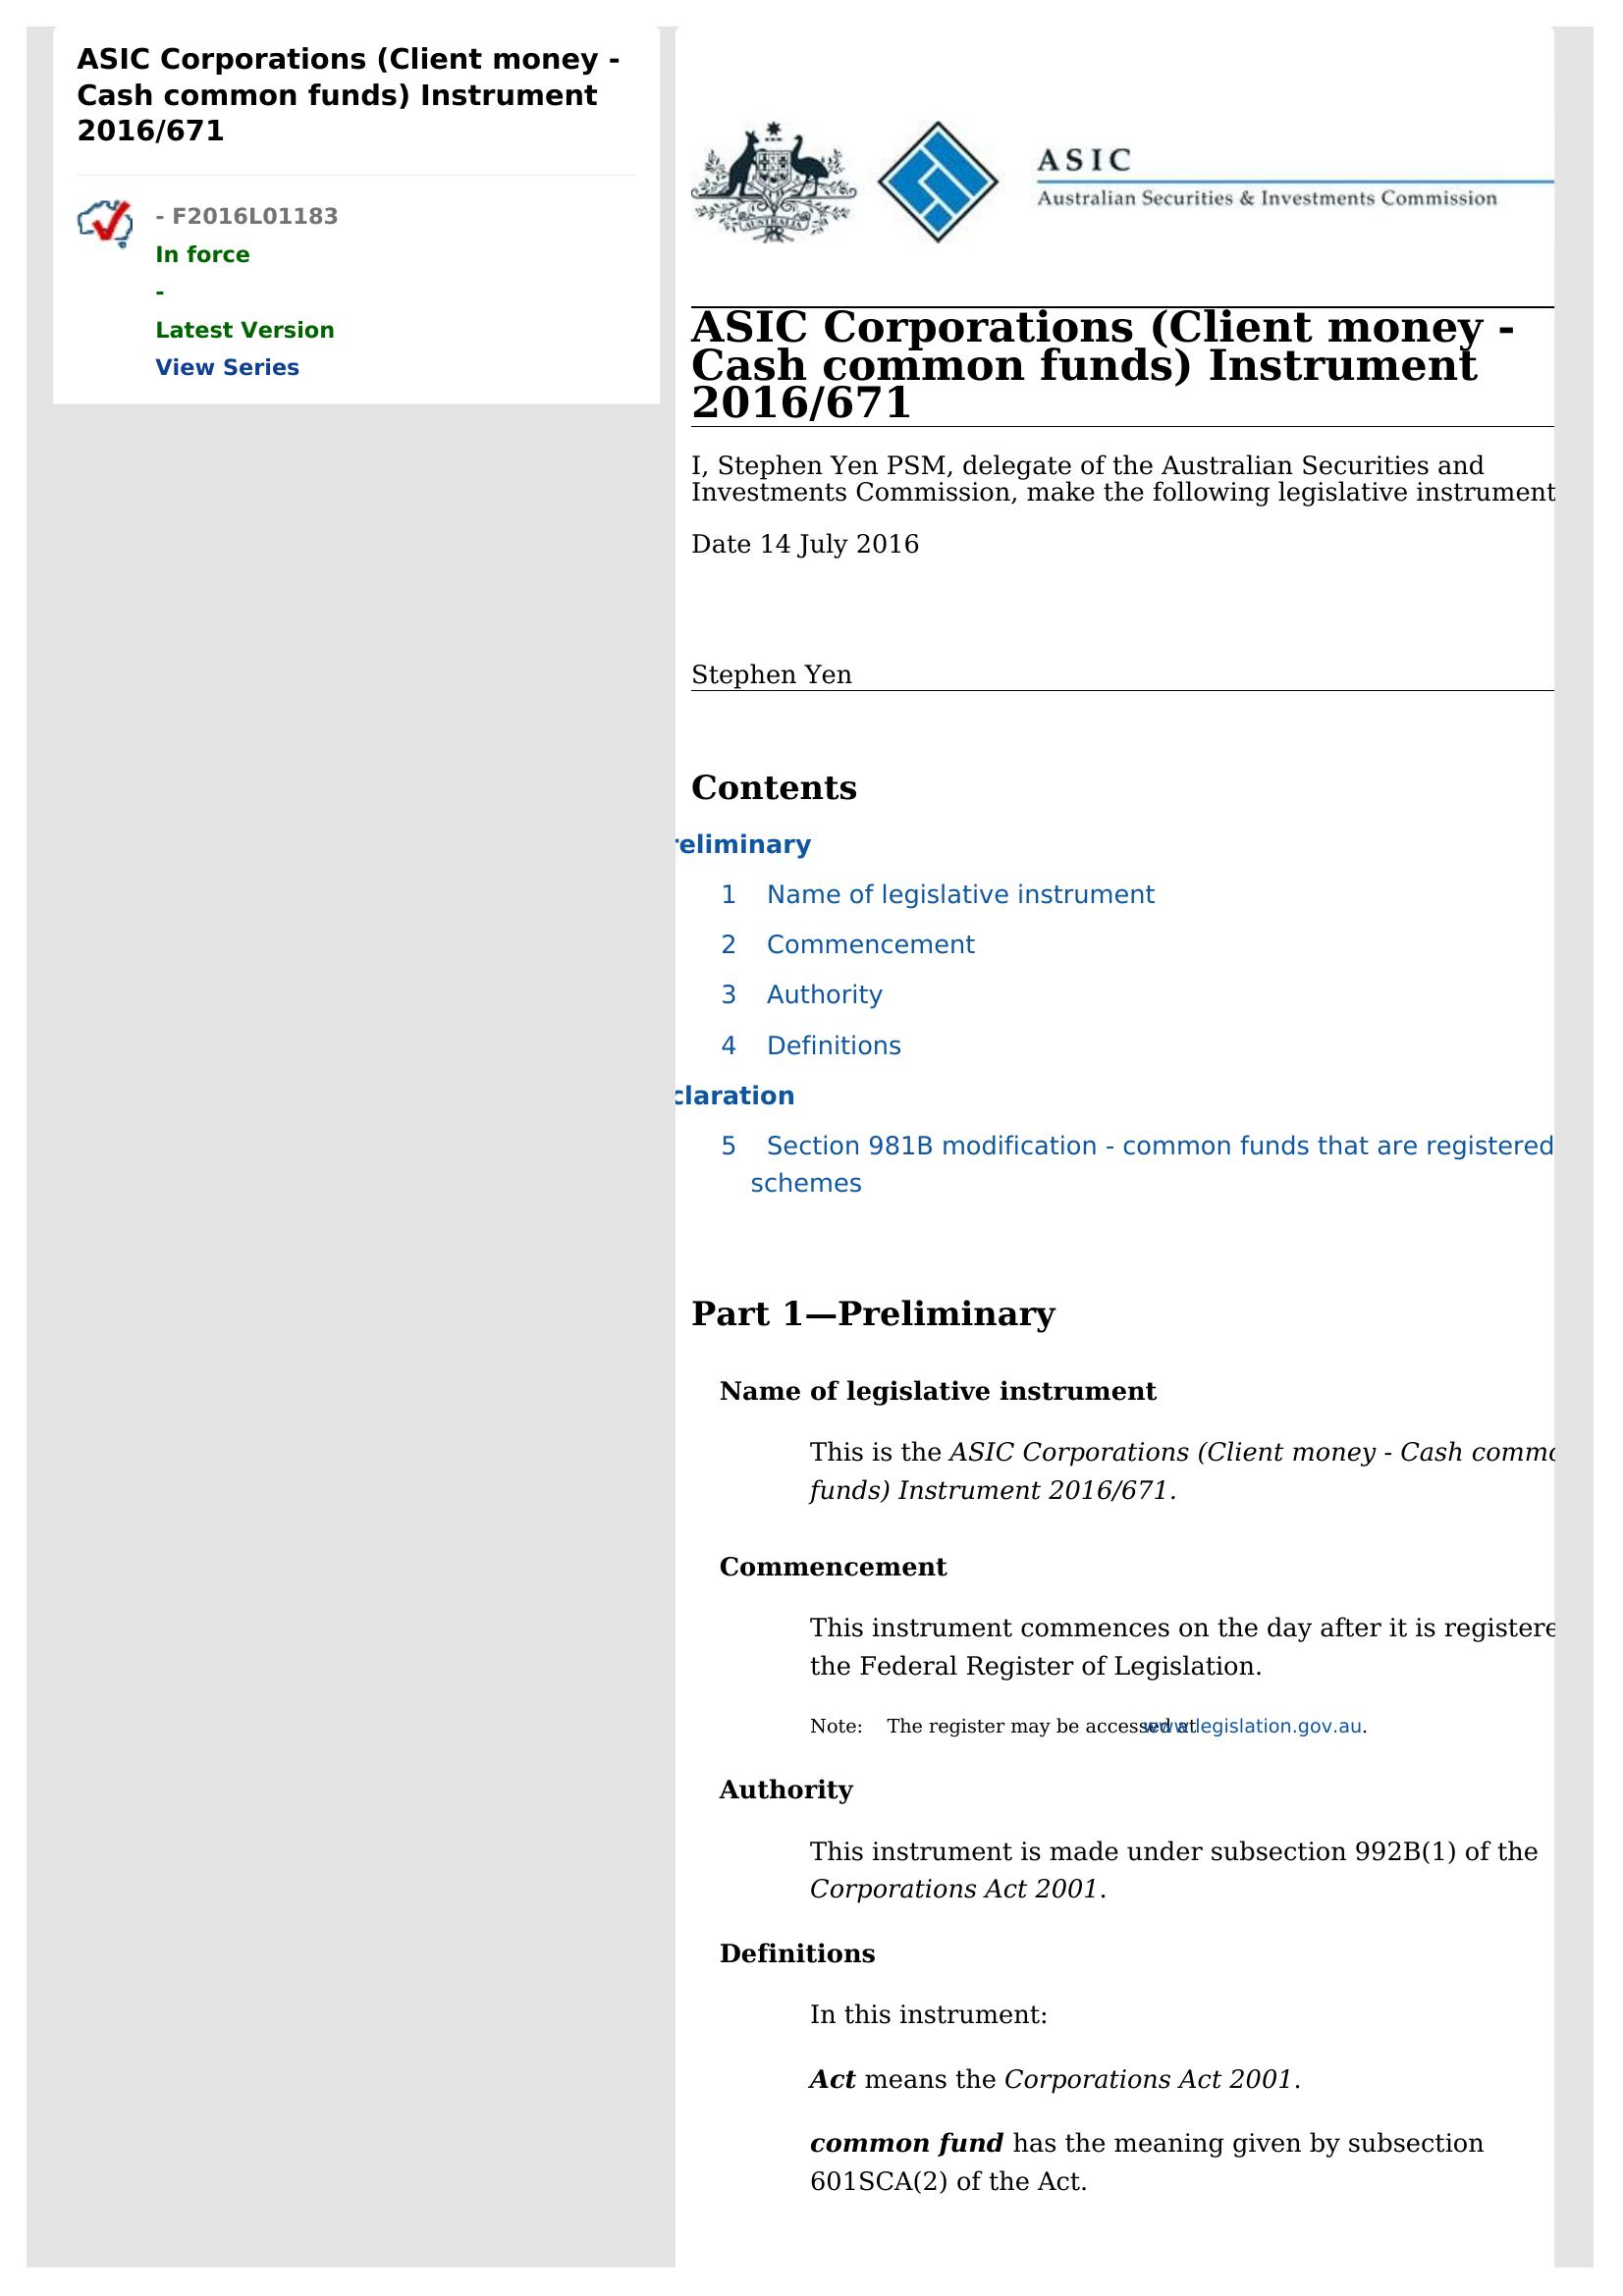 ASIC Corporations (Client money -
Cash common funds) Instrument
2016/671
- F2016L01183
In force
-
Latest Version
View Series
AUSTRALIA
ASIC
Australian Securities & Investments Commission
ASIC Corporations (Client money -
Cash common funds) Instrument
2016/671
I, Stephen Yen PSM, delegate of the Australian Securities and
Investments Commission, make the following legislative instrument
Date 14 July 2016
Stephen Yen
Contents
reliminary
1 Name of legislative instrument
2 Commencement
3 Authority
4 Definitions
claration
5 Section 981B modification - common funds that are registered
schemes
Part 1—Preliminary
Name of legislative instrument
This is the ASIC Corporations (Client money - Cash commo
funds) Instrument 2016/671.
Commencement
This instrument commences on the day after it is registere
the Federal Register of Legislation.
Note: The register may be accessed at www.legislation.gov.au.
Authority
This instrument is made under subsection 992B(1) of the
Corporations Act 2001.
Definitions
In this instrument:
Act means the Corporations Act 2001.
common fund has the meaning given by subsection
601SCA(2) of the Act.